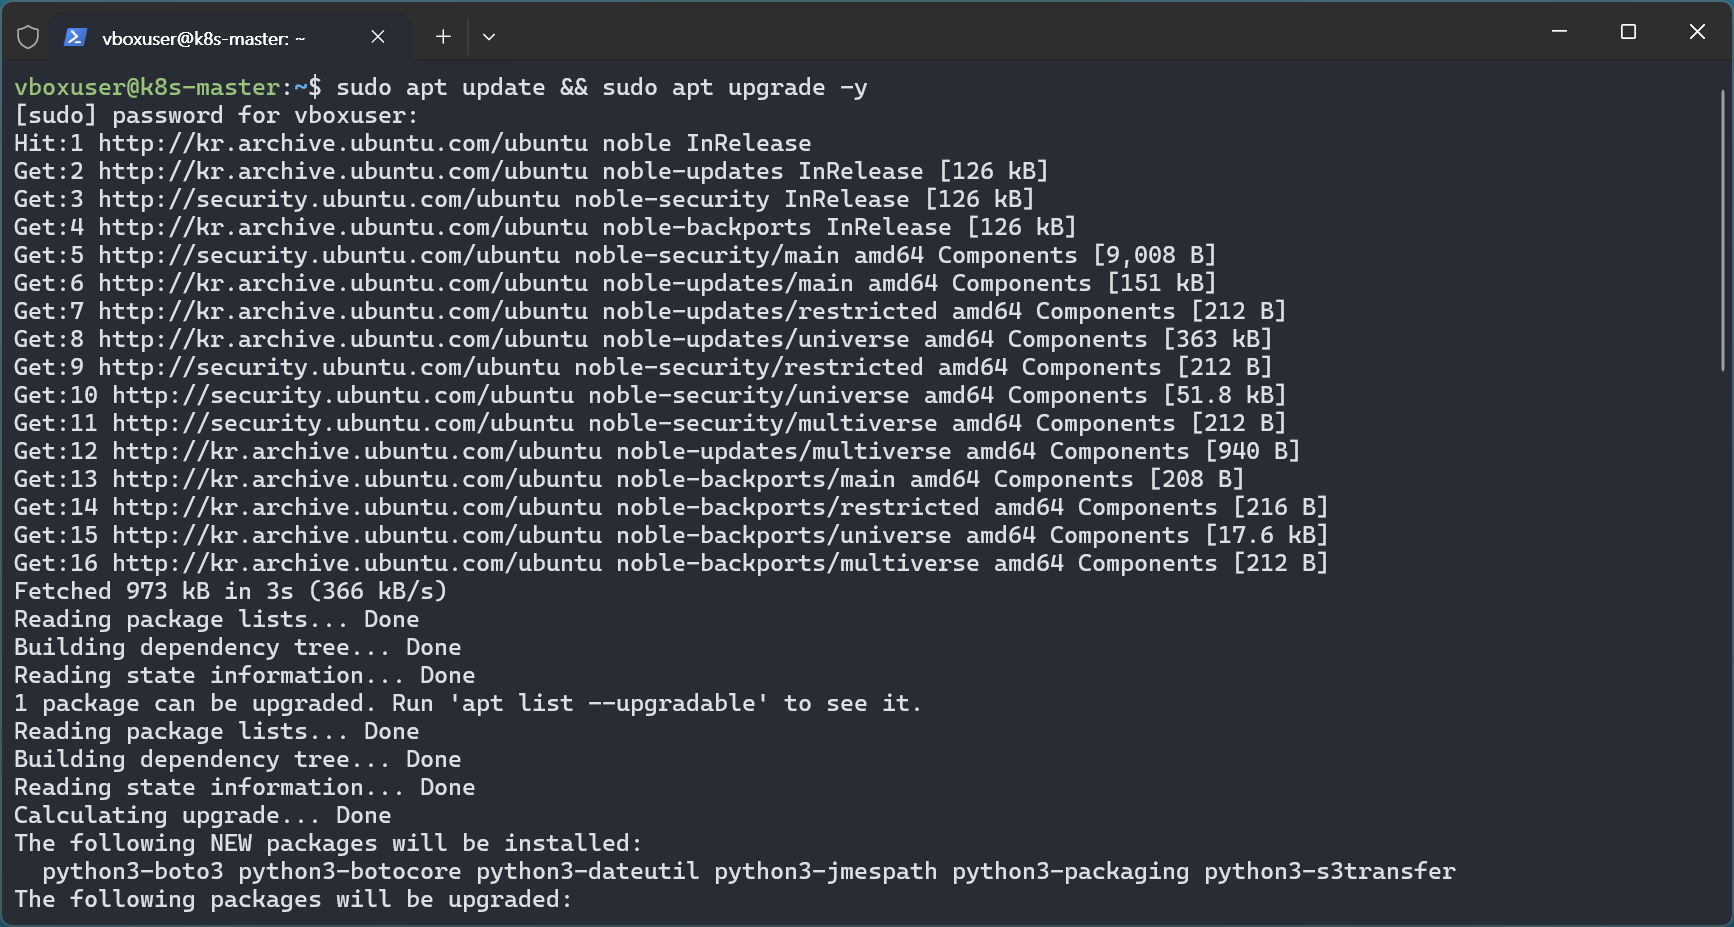 vboxuser@k8s-master: ~
vboxuser@k8s-master:~$ sudo apt update && sudo apt upgrade -y
[sudo] password for vboxuser:
Hit:1 http://kr.archive.ubuntu.com/ubuntu noble InRelease
Get:2 http://kr.archive.ubuntu.com/ubuntu noble-updates InRelease [126 kB]
Get:3 http://security.ubuntu.com/ubuntu noble-security InRelease [126 kB]
Get:4 http://kr.archive.ubuntu.com/ubuntu noble-backports InRelease [126 kB]
Get:5 http://security.ubuntu.com/ubuntu noble-security/main amd64 Components [9,008 B]
Get:6 http://kr.archive.ubuntu.com/ubuntu noble-updates/main amd64 Components [151 kB]
Get:7 http://kr.archive.ubuntu.com/ubuntu noble-updates/restricted amd64 Components [212 B]
Get:8 http://kr.archive.ubuntu.com/ubuntu noble-updates/universe amd64 Components [363 kB]
Get:9 http://security.ubuntu.com/ubuntu noble-security/restricted amd64 Components [212 B]
Get:10 http://security.ubuntu.com/ubuntu noble-security/universe amd64 Components [51.8 kB]
Get:11 http://security.ubuntu.com/ubuntu noble-security/multiverse amd64 Components [212 B]
Get:12 http://kr.archive.ubuntu.com/ubuntu noble-updates/multiverse amd64 Components [940 B]
Get:13 http://kr.archive.ubuntu.com/ubuntu noble-backports/main amd64 Components [208 B]
Get:14 http://kr.archive.ubuntu.com/ubuntu noble-backports/restricted amd64 Components [216 B]
Get:15 http://kr.archive.ubuntu.com/ubuntu noble-backports/universe amd64 Components [17.6 kB]
Get:16 http://kr.archive.ubuntu.com/ubuntu noble-backports/multiverse amd64 Components [212 B]
Fetched 973 kB in 3s (366 kB/s)
Reading package lists... Done
Building dependency tree... Done
Reading state information... Done
1 package can be upgraded. Run 'apt list --upgradable' to see it.
Reading package lists... Done
Building dependency tree... Done
Reading state information... Done
Calculating upgrade... Done
The following NEW packages will be installed:
  python3-boto3 python3-botocore python3-dateutil python3-jmespath python3-packaging python3-s3transfer
The following packages will be upgraded: